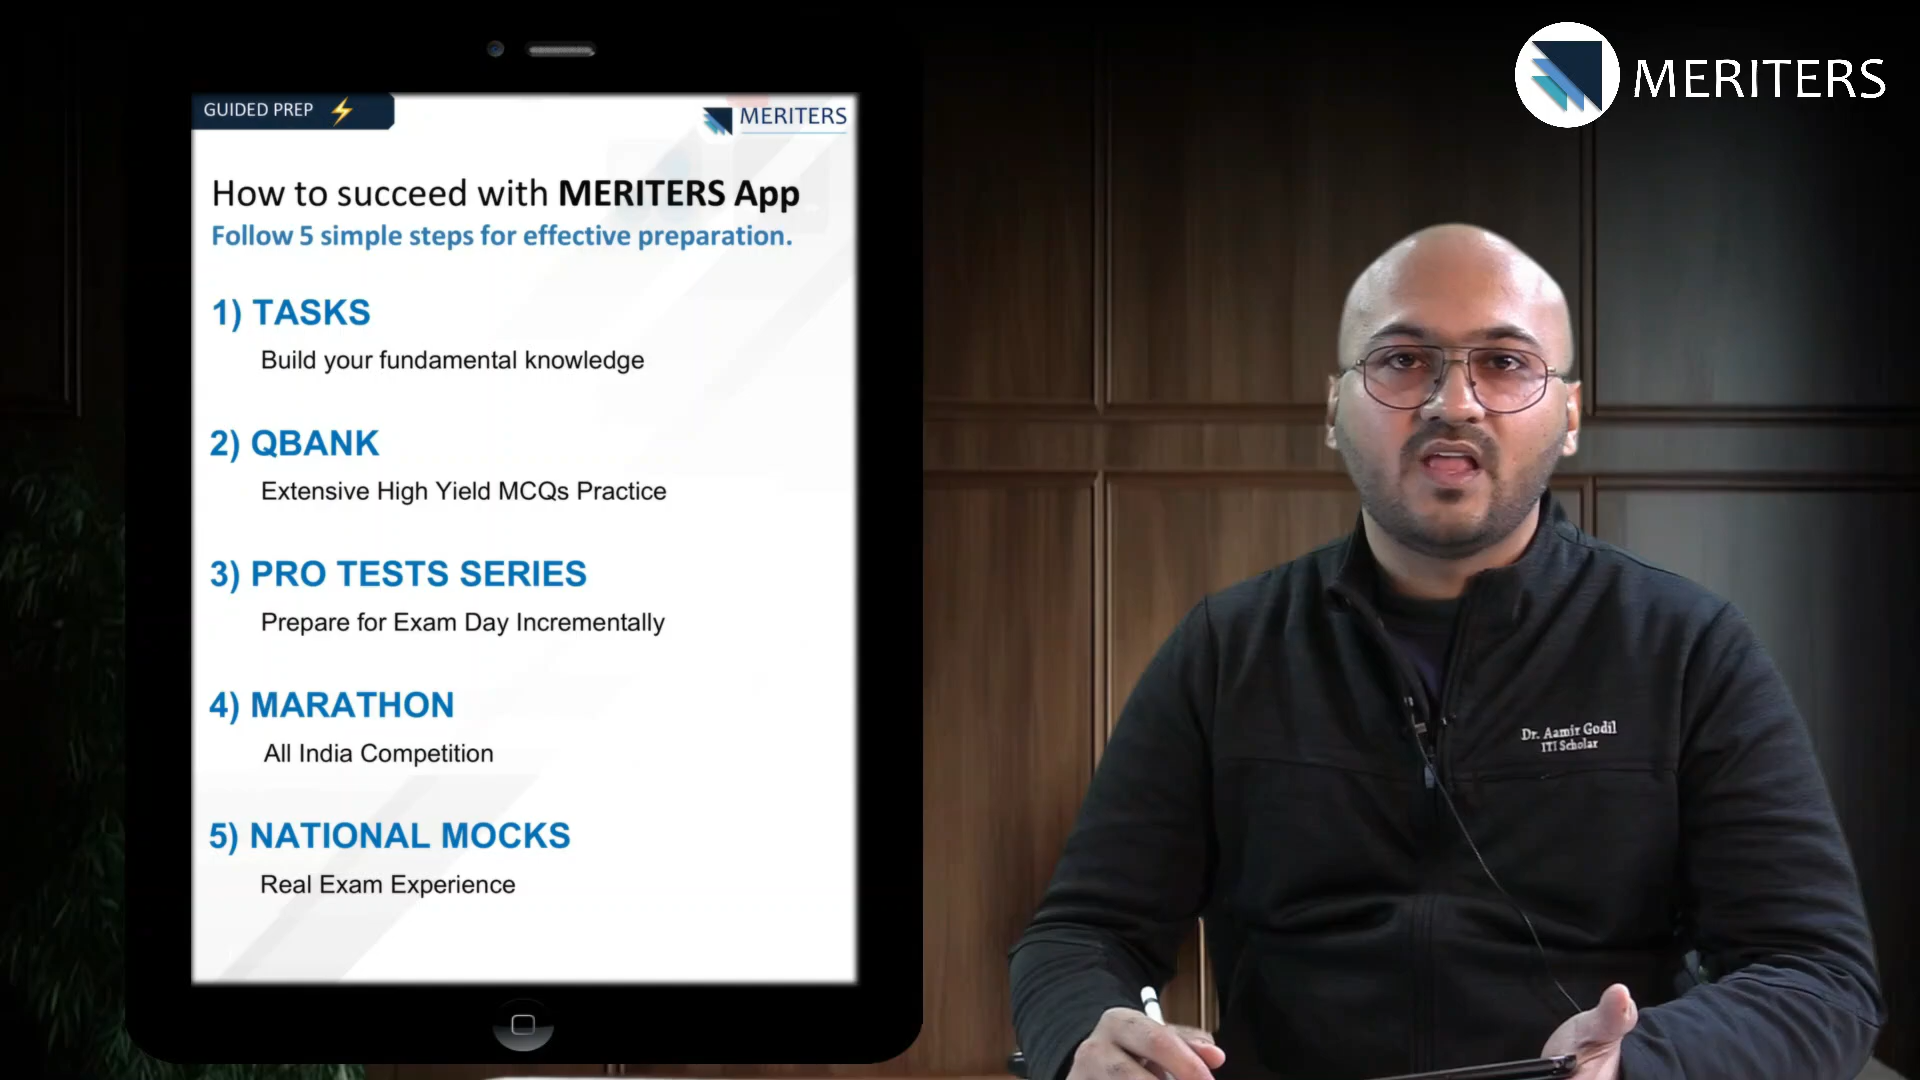 GUIDED PREP
MERITERS
How to succeed with MERITERS App
Follow 5 simple steps for effective preparation.
1) TASKS
Build your fundamental knowledge
2) QBANK
Extensive High Yield MCQs Practice
3) PRO TESTS SERIES
Prepare for Exam Day Incrementally
4) MARATHON
All India Competition
5) NATIONAL MOCKS
Real Exam Experience
MERITERS
Dr. Aamir Godil
ITI Scholar